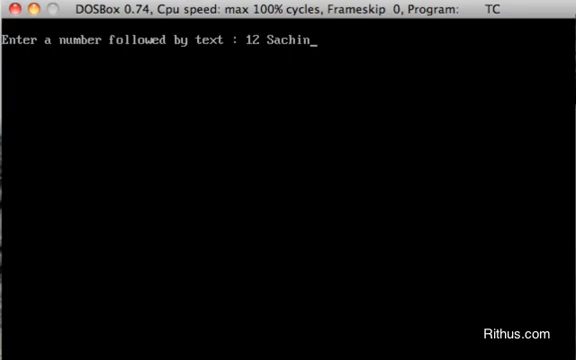 DOSBox 0.74, Cpu speed: max 100% cycles, Frameskip 0, Program: TC
Enter a number followed by text : 12 Sachin_
Rithus.com